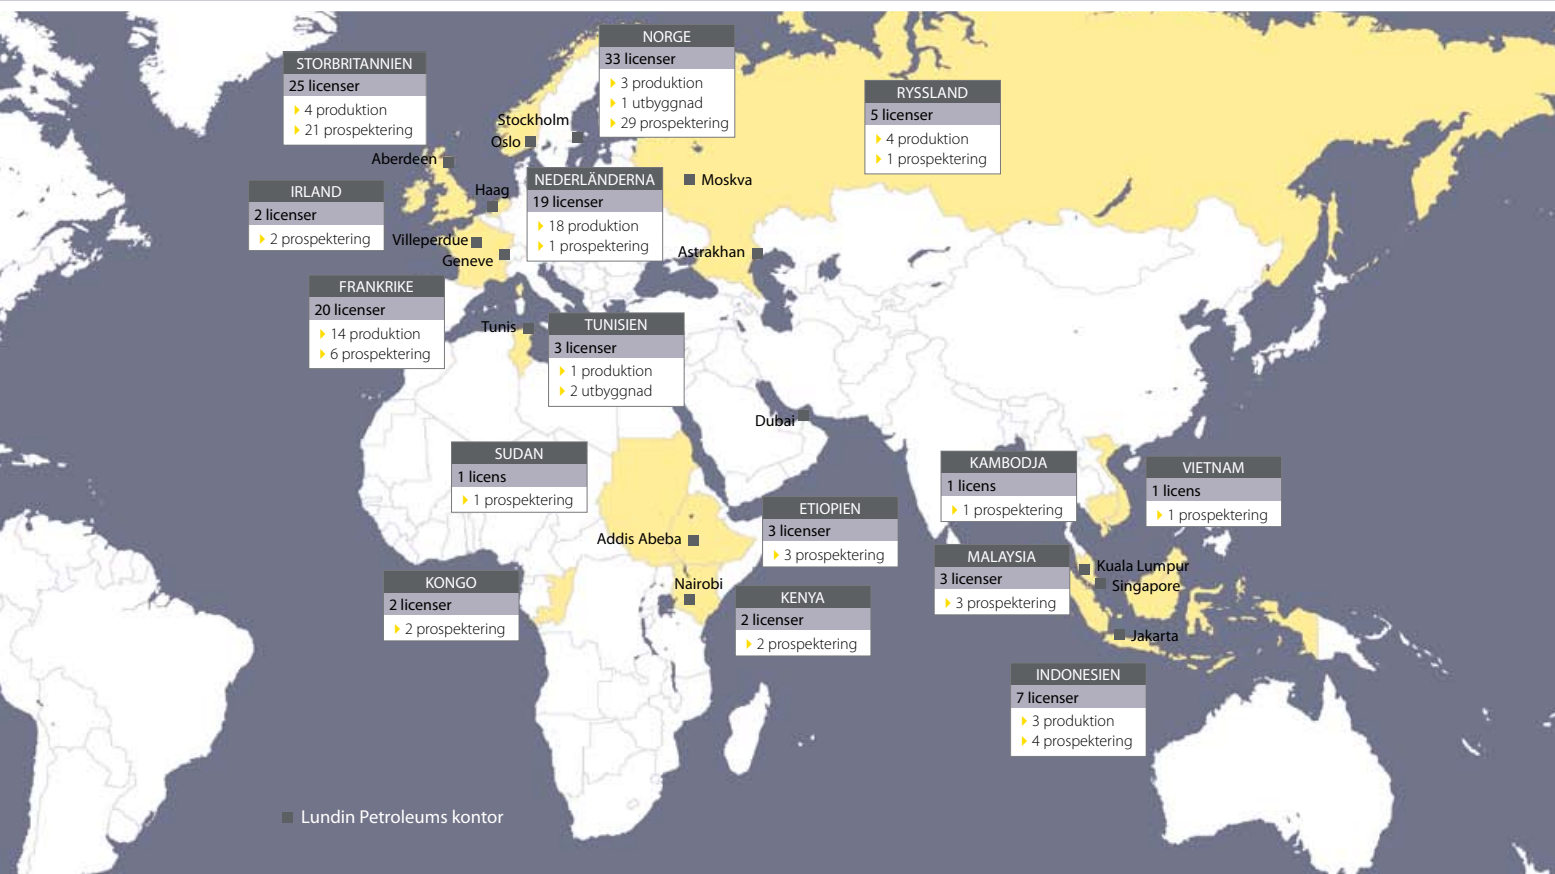 NORGE
33 licenser
3 produktion
1 utbyggnad
29 prospektering
STORBRITANNIEN
25 licenser
4 produktion
21 prospektering
RYSSLAND
5 licenser
4 produktion
1 prospektering
Stockholm
Oslo
Aberdeen
IRLAND
2 licenser
2 prospektering
Haag
NEDERLÄNDERNA
19 licenser
18 produktion
1 prospektering
Moskva
Villeperdue
Geneve
Astrakhan
FRANKRIKE
20 licenser
14 produktion
6 prospektering
Tunis
TUNISIEN
3 licenser
1 produktion
2 utbyggnad
Dubai
SUDAN
1 licens
1 prospektering
KAMBODJA
1 licens
1 prospektering
VIETNAM
1 licens
1 prospektering
ETIOPIEN
3 licenser
3 prospektering
Addis Abeba
MALAYSIA
3 licenser
3 prospektering
Kuala Lumpur
Singapore
KONGO
2 licenser
2 prospektering
Nairobi
KENYA
2 licenser
2 prospektering
Jakarta
INDONESIEN
7 licenser
3 produktion
4 prospektering
Lundin Petroleums kontor